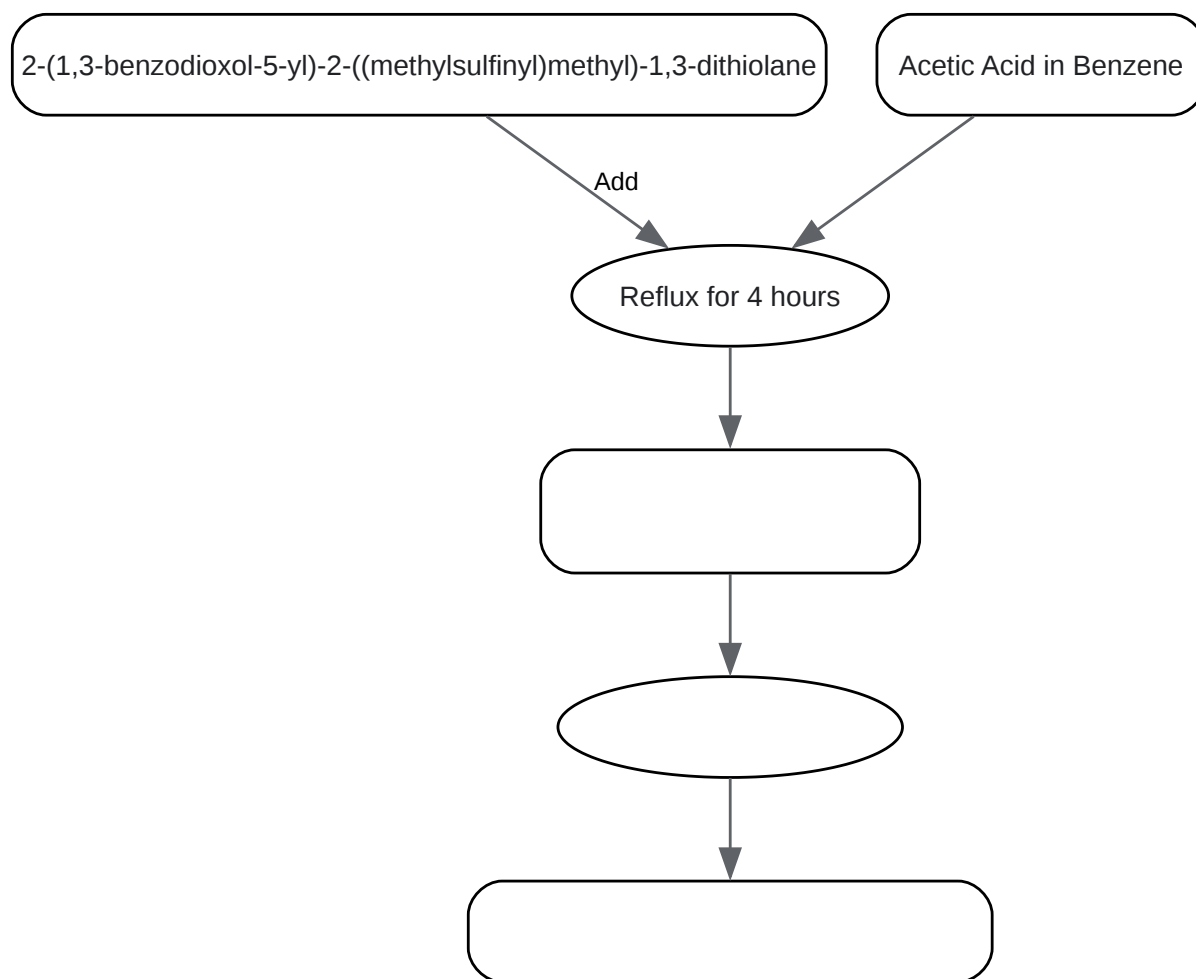 2-(1,3-benzodioxol-5-yl)-2-((methylsulfinyl)methyl)-1,3-dithiolane
Acetic Acid in Benzene
Add
Reflux for 4 hours